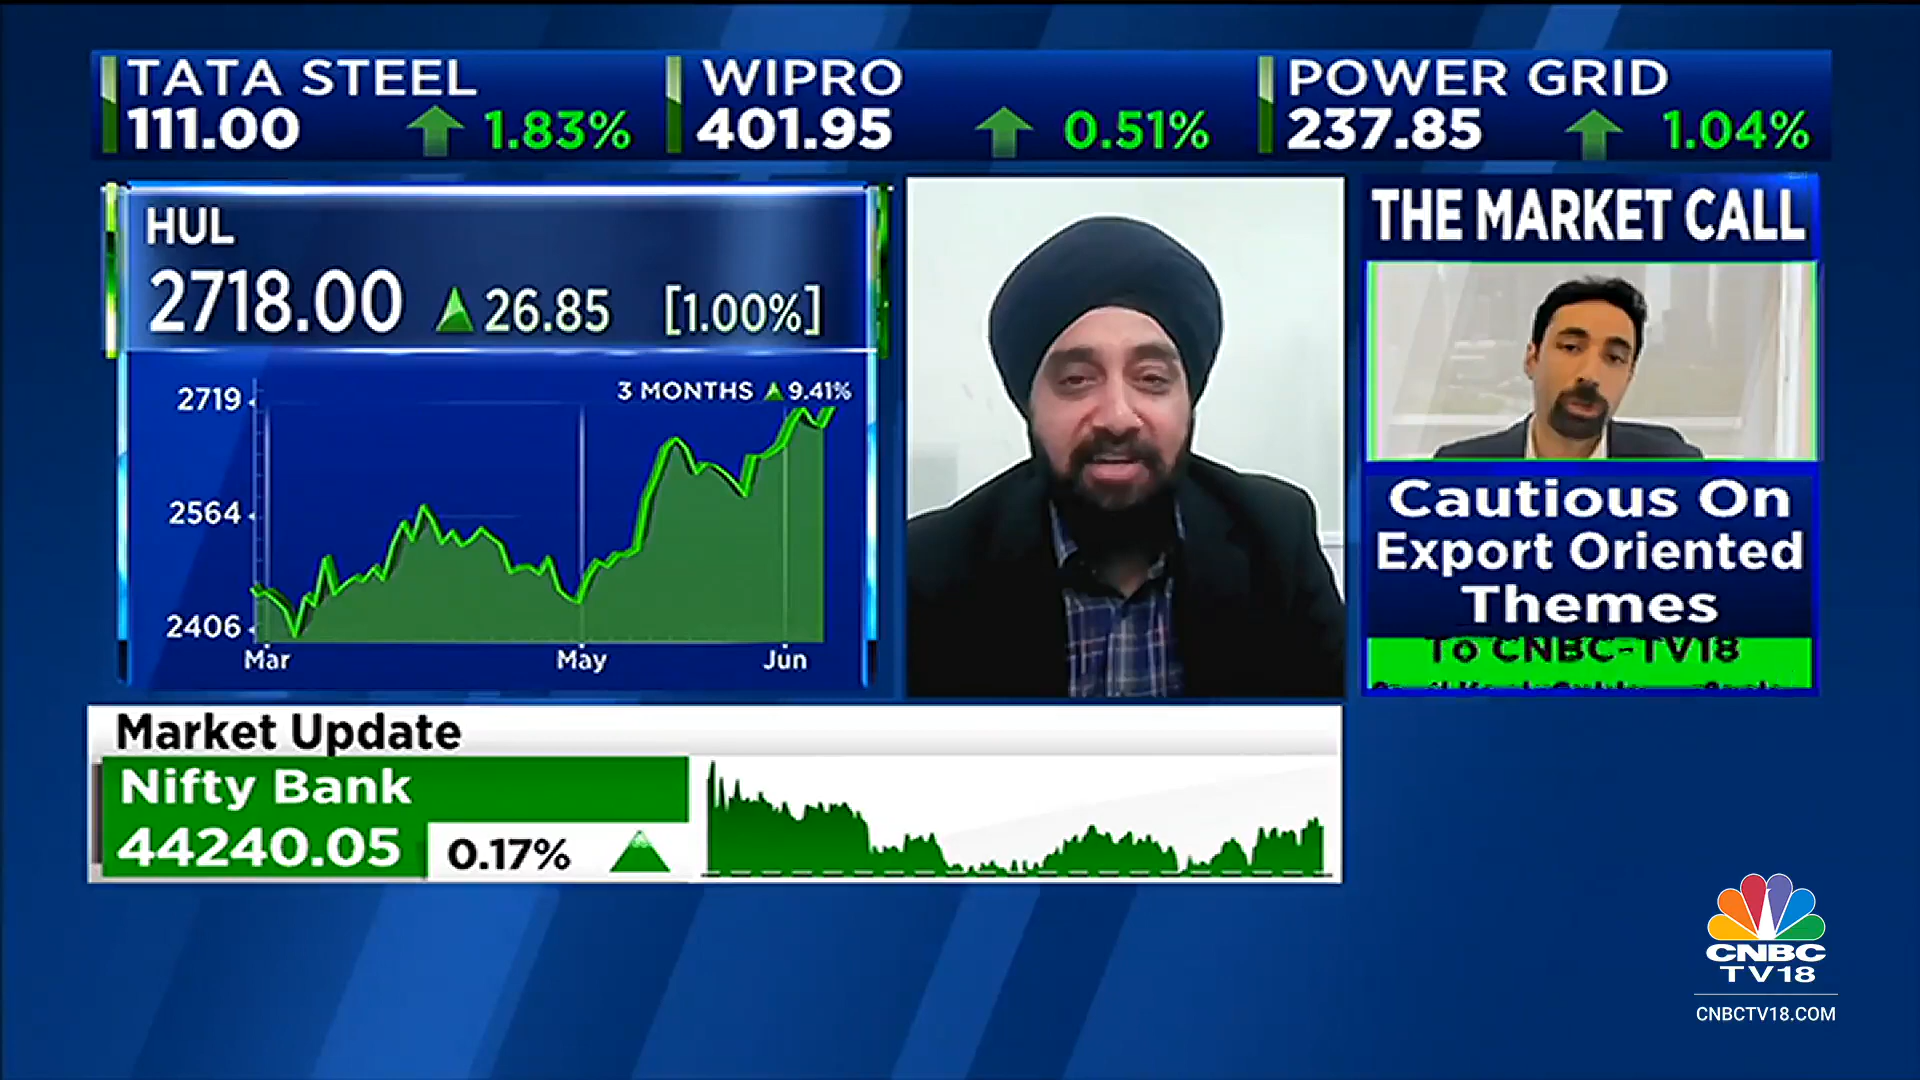 TATA STEEL
111.00 1.83%
WIPRO
401.95 0.51%
POWER GRID
237.85 1.04%
HUL
2718.00 26.85 [1.00%]
3 MONTHS 9.41%
2719
2564
2406
Mar May Jun
THE MARKET CALL
Cautious On
Export Oriented
Themes
To CNBC-TV18
Market Update
Nifty Bank
44240.05 0.17%
CNBC
TV18
CNBCTV18.COM